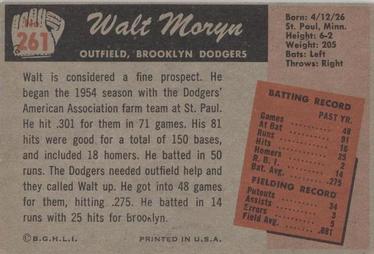 No.
261
Walt Moryn
OUTFIELD, BROOKLYN DODGERS
Born: 4/12/26
St. Paul, Minn.
Height: 6-2
Weight: 205
Bats: Left
Throws: Right
Walt is considered a fine prospect. He
began the 1954 season with the Dodgers'
American Association farm team at St. Paul.
He hit .301 for them in 71 games. His 81
hits were good for a total of 150 bases,
and included 18 homers. He batted in 50
runs. The Dodgers needed outfield help and
they called Walt up. He got into 48 games
for them, hitting .275. He batted in 14
runs with 25 hits for Brooklyn.
BATTING RECORD
PAST YR.
Games 48
At Bat 91
Runs 16
Hits 25
Homers 2
R. B. I. 14
Bat. Avg. .275
FIELDING RECORD
Putouts 34
Assists 3
Errors 5
Field Avg. .881
©B.G.H.L.I. PRINTED IN U.S.A.